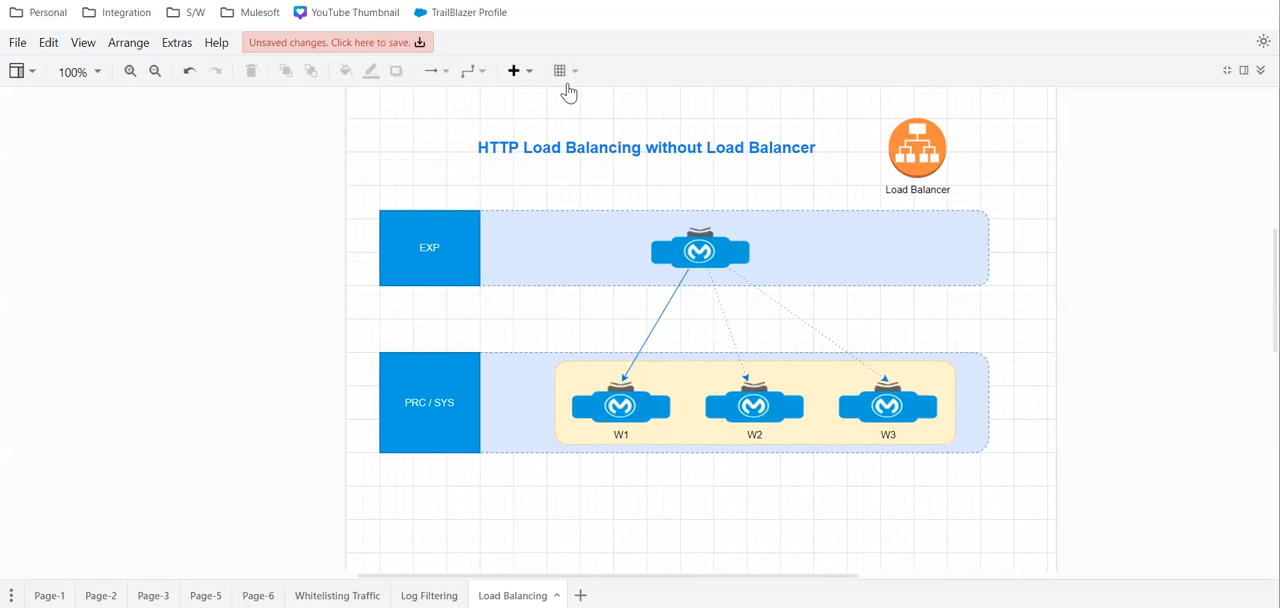 Personal Integration S/W Mulesoft YouTube Thumbnail TrailBlazer Profile
File Edit View Arrange Extras Help Unsaved changes. Click here to save.
100%
HTTP Load Balancing without Load Balancer
Load Balancer
EXP
PRC / SYS
W1 W2 W3
Page-1 Page-2 Page-3 Page-5 Page-6 Whitelisting Traffic Log Filtering Load Balancing